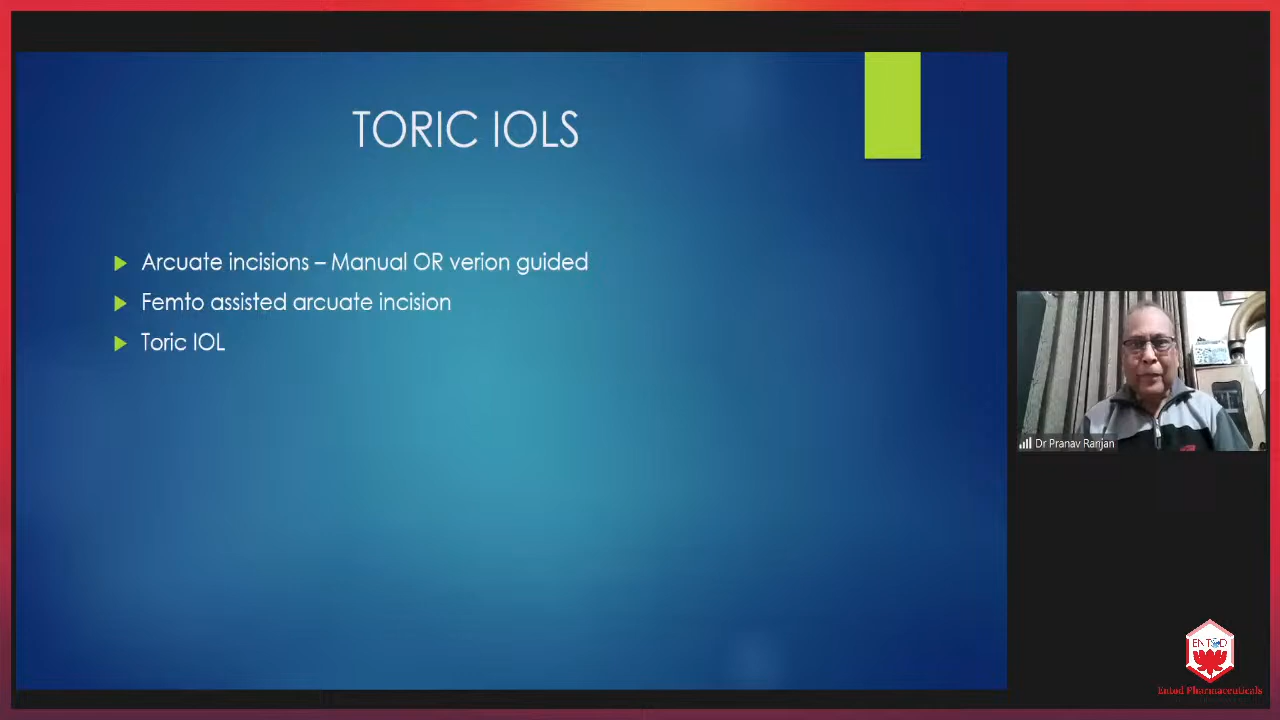 TORIC IOLS
Arcuate incisions – Manual OR verion guided
Femto assisted arcuate incision
Toric IOL
Dr Pranav Ranjan
ENTOD
Entod Pharmaceuticals